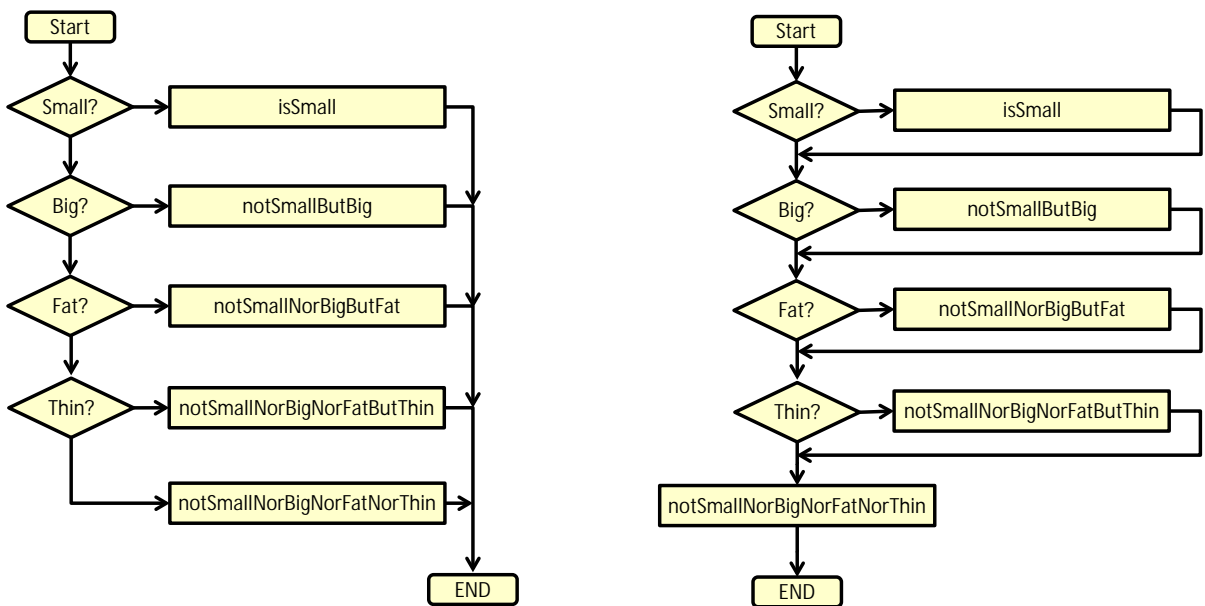 Start
Small?
isSmall
Big?
notSmallButBig
Fat?
notSmallNorBigButFat
Thin?
notSmallNorBigNorFatButThin
notSmallNorBigNorFatNorThin
END
Start
Small?
isSmall
Big?
notSmallButBig
Fat?
notSmallNorBigButFat
Thin?
notSmallNorBigNorFatButThin
notSmallNorBigNorFatNorThin
END